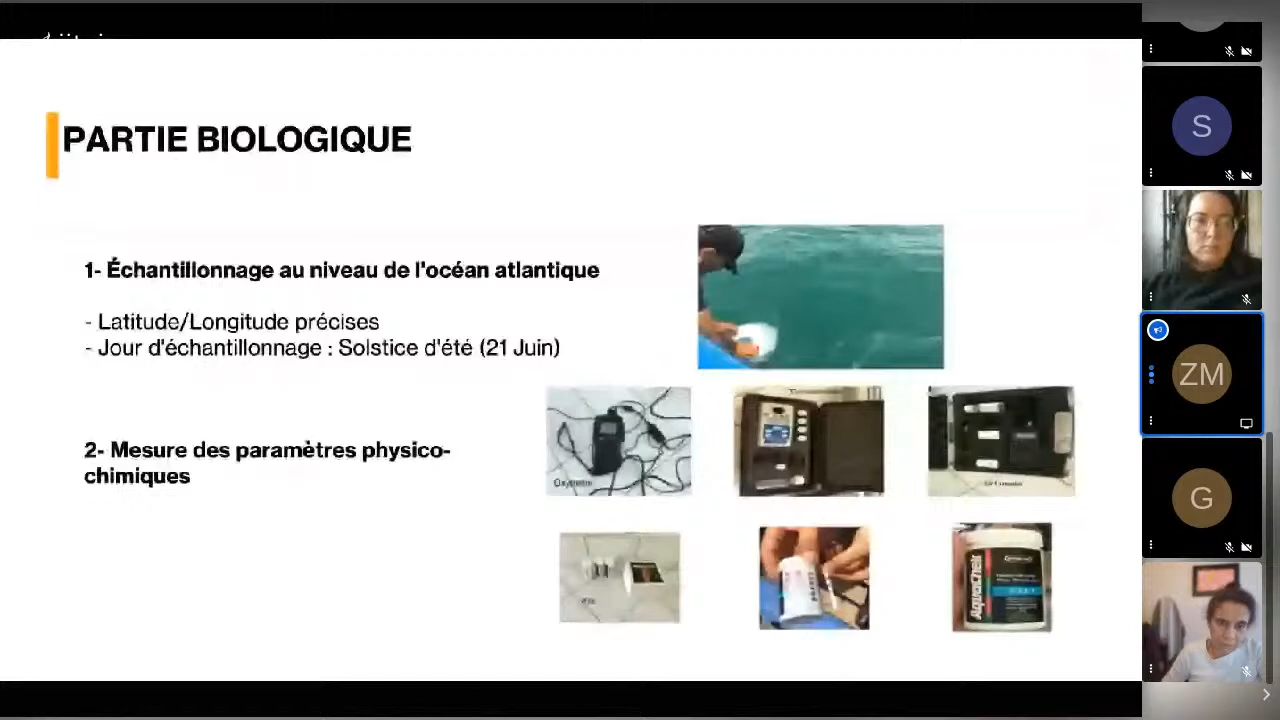 PARTIE BIOLOGIQUE
1- Échantillonnage au niveau de l'océan atlantique
- Latitude/Longitude précises
- Jour d'échantillonnage : Solstice d'été (21 Juin)
2- Mesure des paramètres physico-
chimiques
AquaChek
S
ZM
G